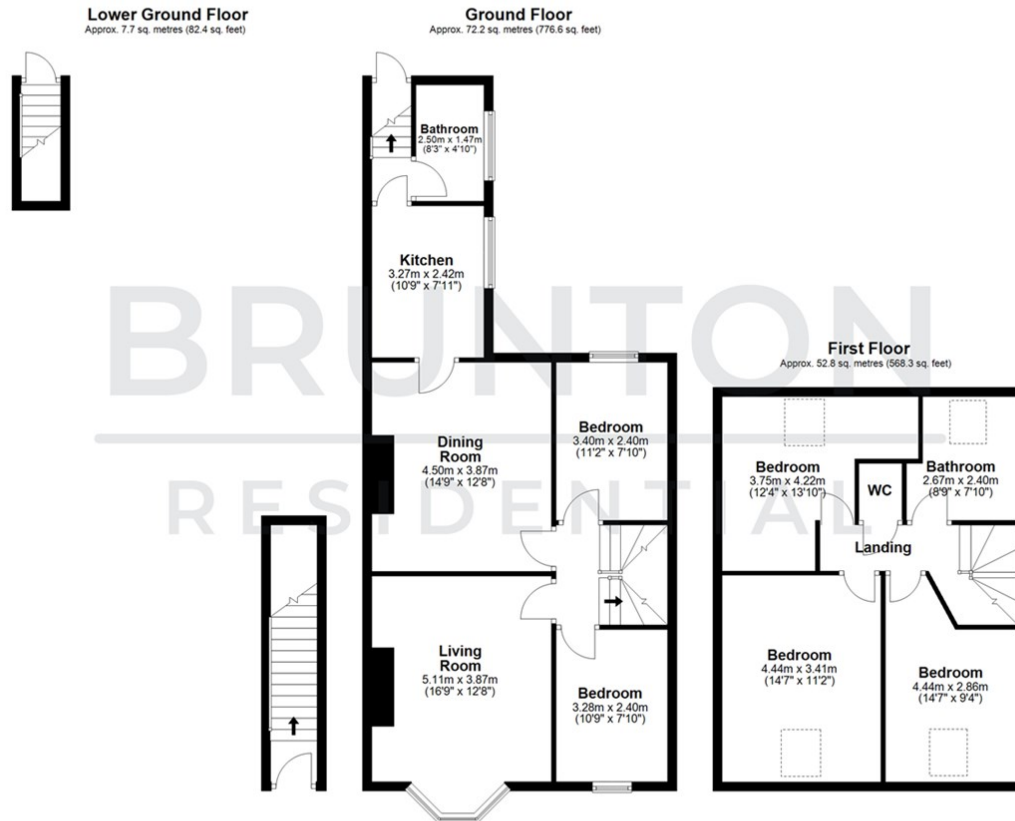 Lower Ground Floor
Approx. 7.7 sq. metres (82.4 sq. feet)
Ground Floor
Approx. 72.2 sq. metres (776.6 sq. feet)
Bathroom
2.50m x 1.47m
(8'3" x 4'10")
Kitchen
3.27m x 2.42m
(10'9" x 7'11")
BRUNTON
RESIDENTIAL
First Floor
Approx. 52.8 sq. metres (568.3 sq. feet)
Dining
Room
4.50m x 3.87m
(14'9" x 12'8")
Bedroom
3.40m x 2.40m
(11'2" x 7'10")
Bedroom
3.75m x 4.22m
(12'4" x 13'10")
WC
Bathroom
2.67m x 2.40m
(8'9" x 7'10")
Landing
Living
Room
5.11m x 3.87m
(16'9" x 12'8")
Bedroom
3.28m x 2.40m
(10'9" x 7'10")
Bedroom
4.44m x 3.41m
(14'7" x 11'2")
Bedroom
4.44m x 2.86m
(14'7" x 9'4")